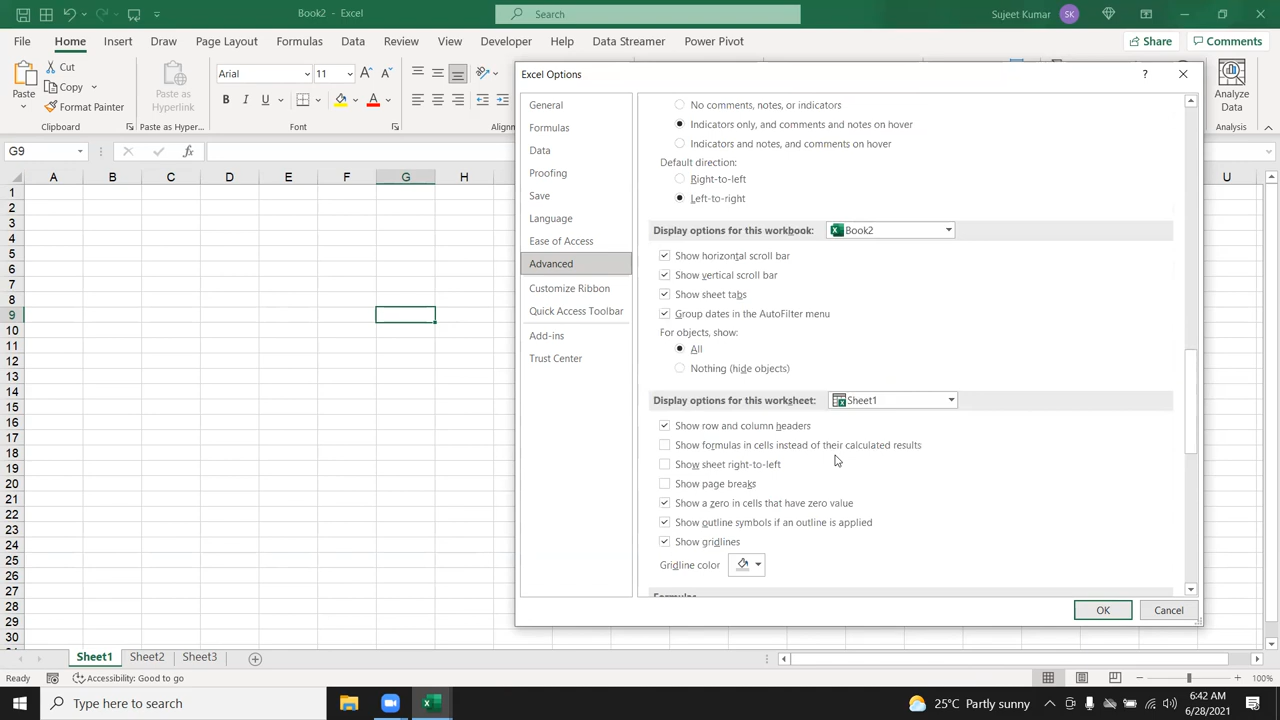 Book2 - Excel
Search
Sujeet Kumar
SK
File
Home
Insert
Draw
Page Layout
Formulas
Data
Review
View
Developer
Help
Data Streamer
Power Pivot
Share
Comments
Paste
Cut
Copy
Format Painter
Clipboard
Paste as
Hyperlink
Paste as Hyper...
Arial
11
B I U
Font
Analyze
Data
Analysis
G9
fx
A B C D E F G H U
1
2
3
4
5
6
7
8
9
10
11
12
13
14
15
16
17
18
19
20
21
22
23
24
25
26
27
28
29
30
Excel Options
General
Formulas
Data
Proofing
Save
Language
Ease of Access
Advanced
Customize Ribbon
Quick Access Toolbar
Add-ins
Trust Center
No comments, notes, or indicators
Indicators only, and comments and notes on hover
Indicators and notes, and comments on hover
Default direction:
Right-to-left
Left-to-right
Display options for this workbook: Book2
Show horizontal scroll bar
Show vertical scroll bar
Show sheet tabs
Group dates in the AutoFilter menu
For objects, show:
All
Nothing (hide objects)
Display options for this worksheet: Sheet1
Show row and column headers
Show formulas in cells instead of their calculated results
Show sheet right-to-left
Show page breaks
Show a zero in cells that have zero value
Show outline symbols if an outline is applied
Show gridlines
Gridline color
Formulas
OK
Cancel
Sheet1
Sheet2
Sheet3
Ready
Accessibility: Good to go
100%
Type here to search
25°C Partly sunny
6:42 AM
6/28/2021